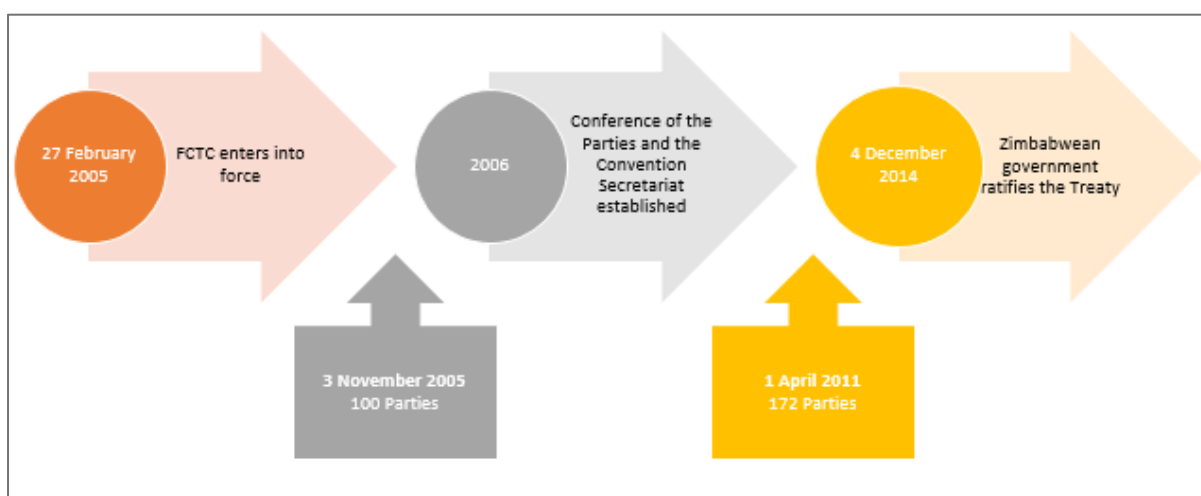 27 February
2005
FCTC enters into
force
2006
Conference of the
Parties and the
Convention
Secretariat
established
4 December
2014
Zimbabwean
government
ratifies the Treaty
3 November 2005
100 Parties
1 April 2011
172 Parties